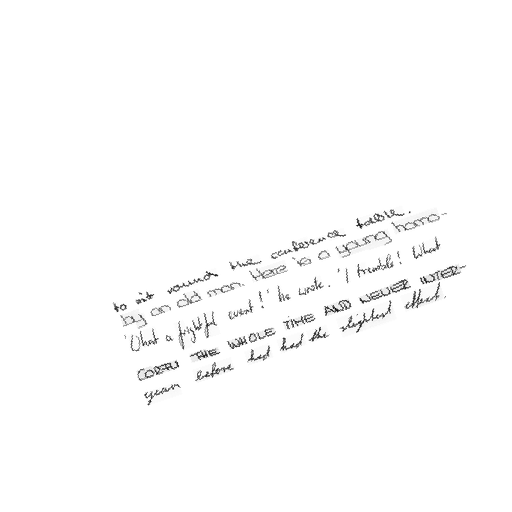 to sit round the conference table.
by an old man. Here is a young homo-
'What a frightful event!' he wrote. 'I tremble! What
THE WHOLE TIME AND NEVER INTER-
years before had had the slightest effect.